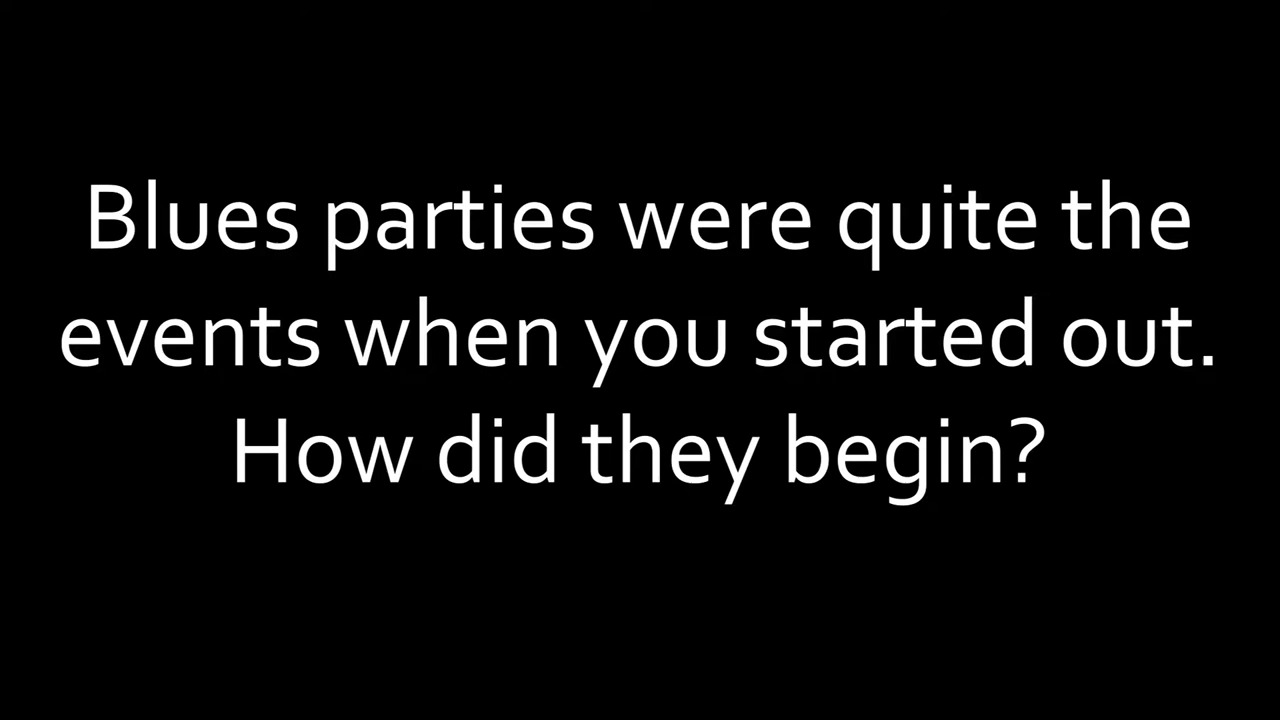 Blues parties were quite the
events when you started out.
How did they begin?